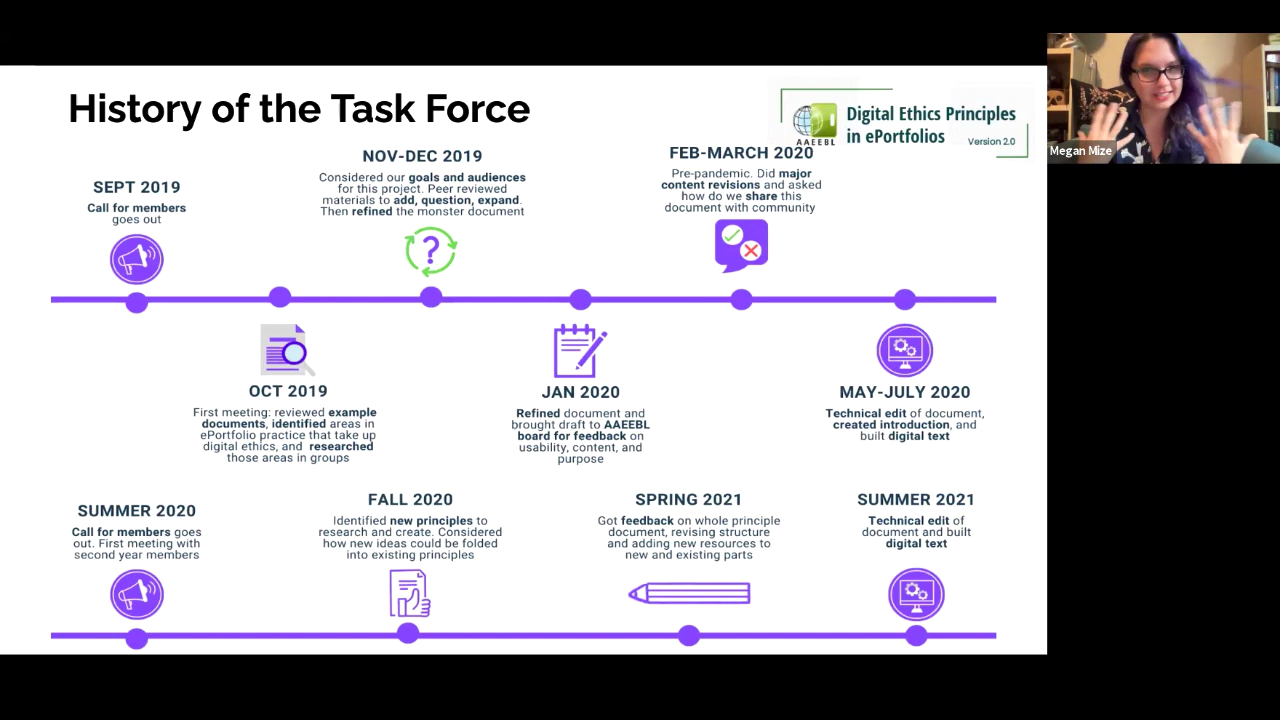 History of the Task Force
AAEEBL
Digital Ethics Principles
in ePortfolios
Version 2.0
Megan Mize
SEPT 2019
Call for members
goes out
NOV-DEC 2019
Considered our goals and audiences
for this project. Peer reviewed
materials to add, question, expand.
Then refined the monster document
?
FEB-MARCH 2020
Pre-pandemic. Did major
content revisions and asked
how do we share this
document with community
OCT 2019
First meeting: reviewed example
documents, identified areas in
ePortfolio practice that take up
digital ethics, and researched
those areas in groups
JAN 2020
Refined document and
brought draft to AAEEBL
board for feedback on
usability, content, and
purpose
MAY-JULY 2020
Technical edit of document,
created introduction, and
built digital text
SUMMER 2020
Call for members goes
out. First meeting with
second year members
FALL 2020
Identified new principles to
research and create. Considered
how new ideas could be folded
into existing principles
SPRING 2021
Got feedback on whole principle
document, revising structure
and adding new resources to
new and existing parts
SUMMER 2021
Technical edit of
document and built
digital text